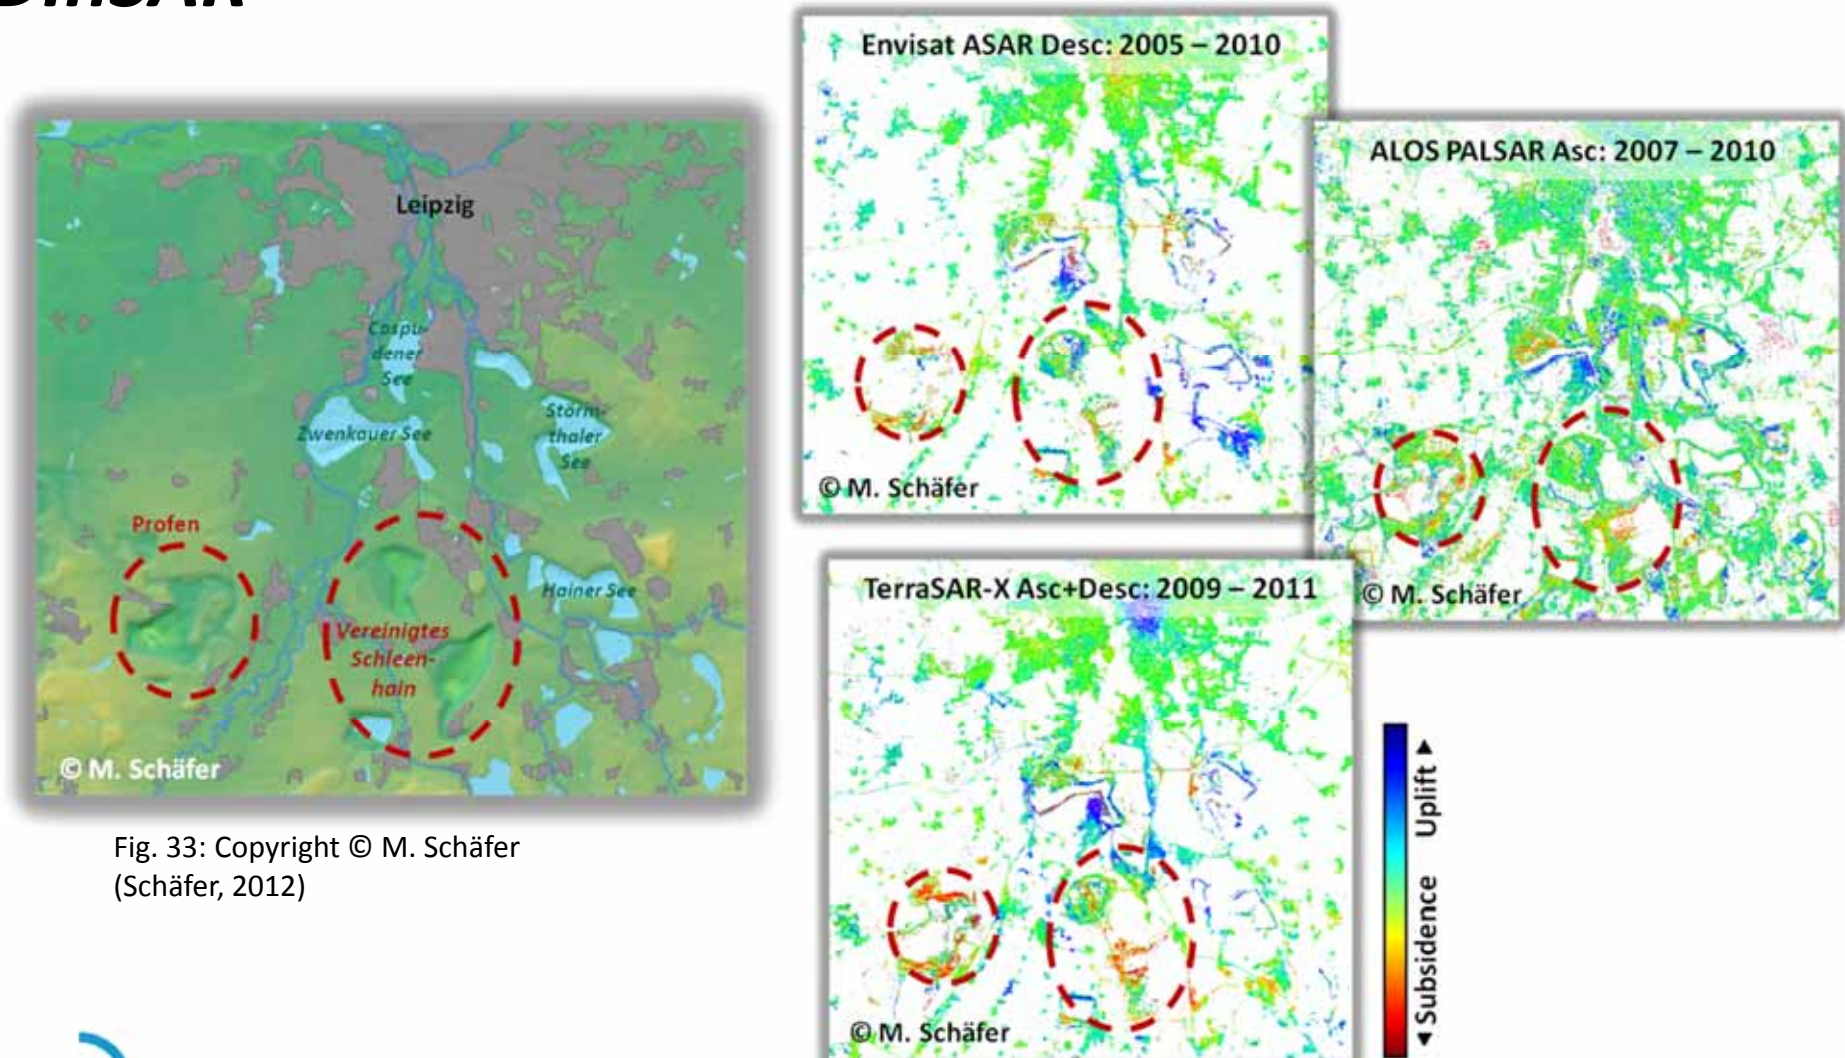 DInSAR
Leipzig
Cospu-
dener
See
Zwenkauer See
Störm-
thaler
See
Profen
Hainer See
Vereinigtes
Schleen-
hain
© M. Schäfer
Fig. 33: Copyright © M. Schäfer
(Schäfer, 2012)
Envisat ASAR Desc: 2005 – 2010
© M. Schäfer
ALOS PALSAR Asc: 2007 – 2010
© M. Schäfer
TerraSAR-X Asc+Desc: 2009 – 2011
© M. Schäfer
◄ Subsidence Uplift ►